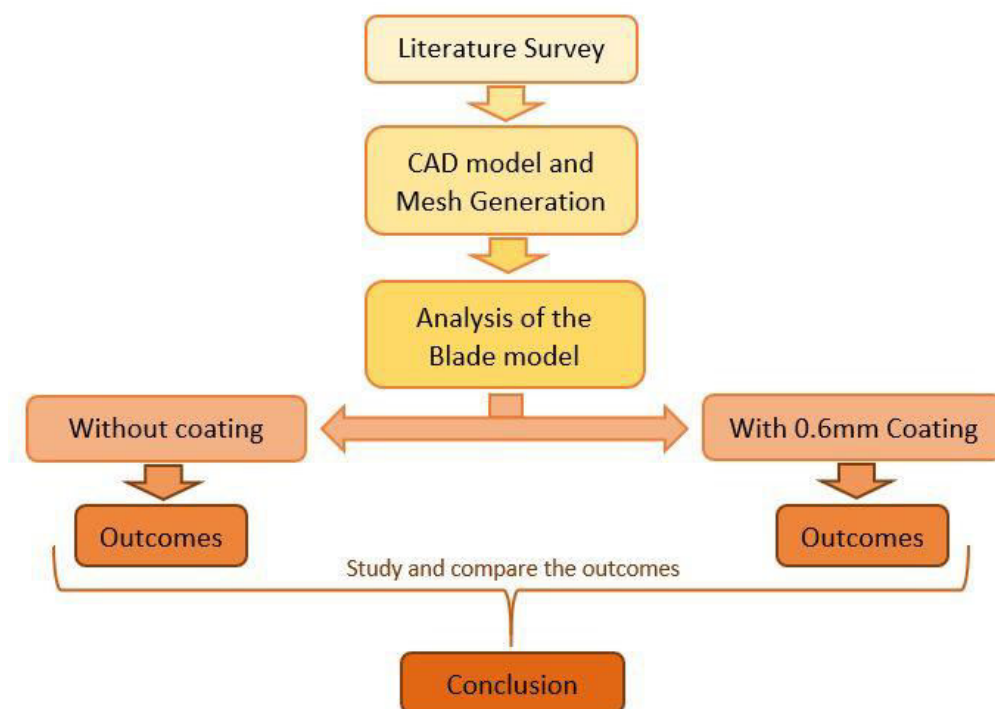 Literature Survey
CAD model and
Mesh Generation
Analysis of the
Blade model
Without coating
With 0.6mm Coating
Outcomes
Outcomes
Study and compare the outcomes
Conclusion